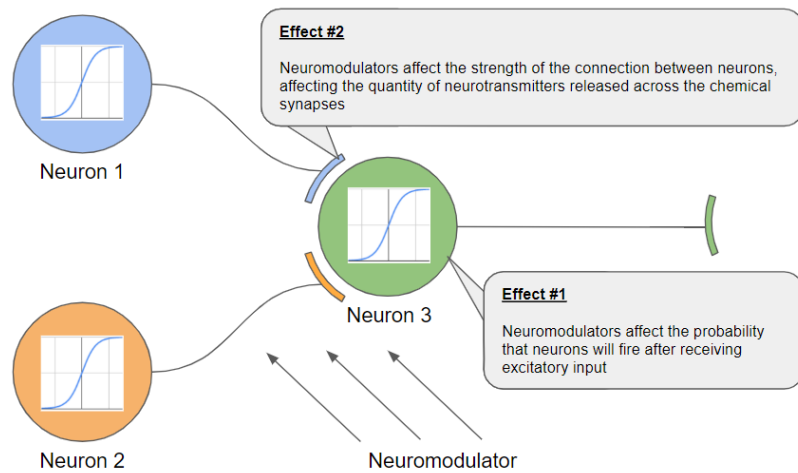 Effect #2
Neuromodulators affect the strength of the connection between neurons,
affecting the quantity of neurotransmitters released across the chemical
synapses
Neuron 1
Neuron 3
Effect #1
Neuromodulators affect the probability
that neurons will fire after receiving
excitatory input
Neuron 2
Neuromodulator